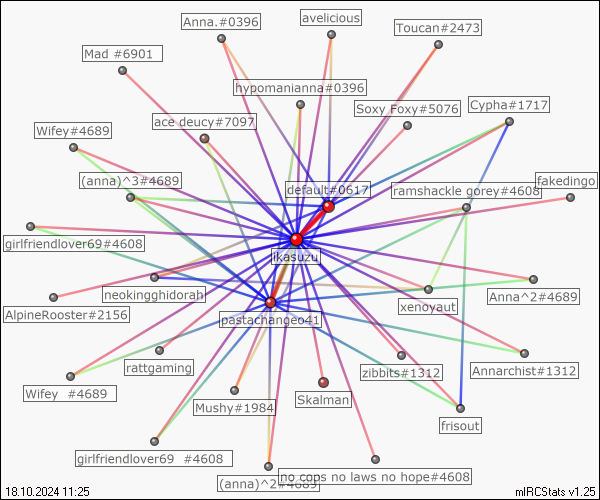 Anna.#0396
avelicious
Toucan#2473
Mad #6901
hypomanianna#0396
Soxy Foxy#5076
Cypha#1717
ace deucy#7097
Wifey#4689
(anna)^3#4689
default#0617
ramshackle gorey#4608
fakedingo
girlfriendlover69#4608
ikasuzu
neokingghidorah
xenoyaut
Anna^2#4689
AlpineRooster#2156
pastachangeo41
rattgaming
zibbits#1312
Annarchist#1312
Wifey #4689
Mushy#1984
Skalman
frisout
girlfriendlover69 #4608
no cops no laws no hope#4608
(anna)^2#4689
18.10.2024 11:25
mIRCStats v1.25